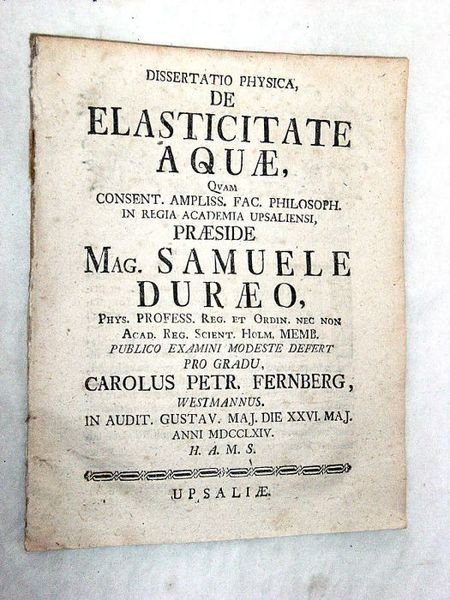 DISSERTATIO PHYSICA,
DE
ELASTICITATE
AQUÆ,
QVAM
CONSENT. AMPLISS. FAC. PHILOSOPH.
IN REGIA ACADEMIA UPSALIENSI,
PRÆSIDE
MAG. SAMUELE
DURÆO,
PHYS. PROFESS. REG. ET ORDIN. NEC NON
ACAD. REG. SCIENT. HOLM. MEMB.
PUBLICO EXAMINI MODESTE DEFERT
PRO GRADU,
CAROLUS PETR. FERNBERG,
WESTMANNUS.
IN AUDIT. GUSTAV. MAJ. DIE XXVI. MAJ.
ANNI MDCCLXIV.
H. A. M. S.
UPSALIÆ.